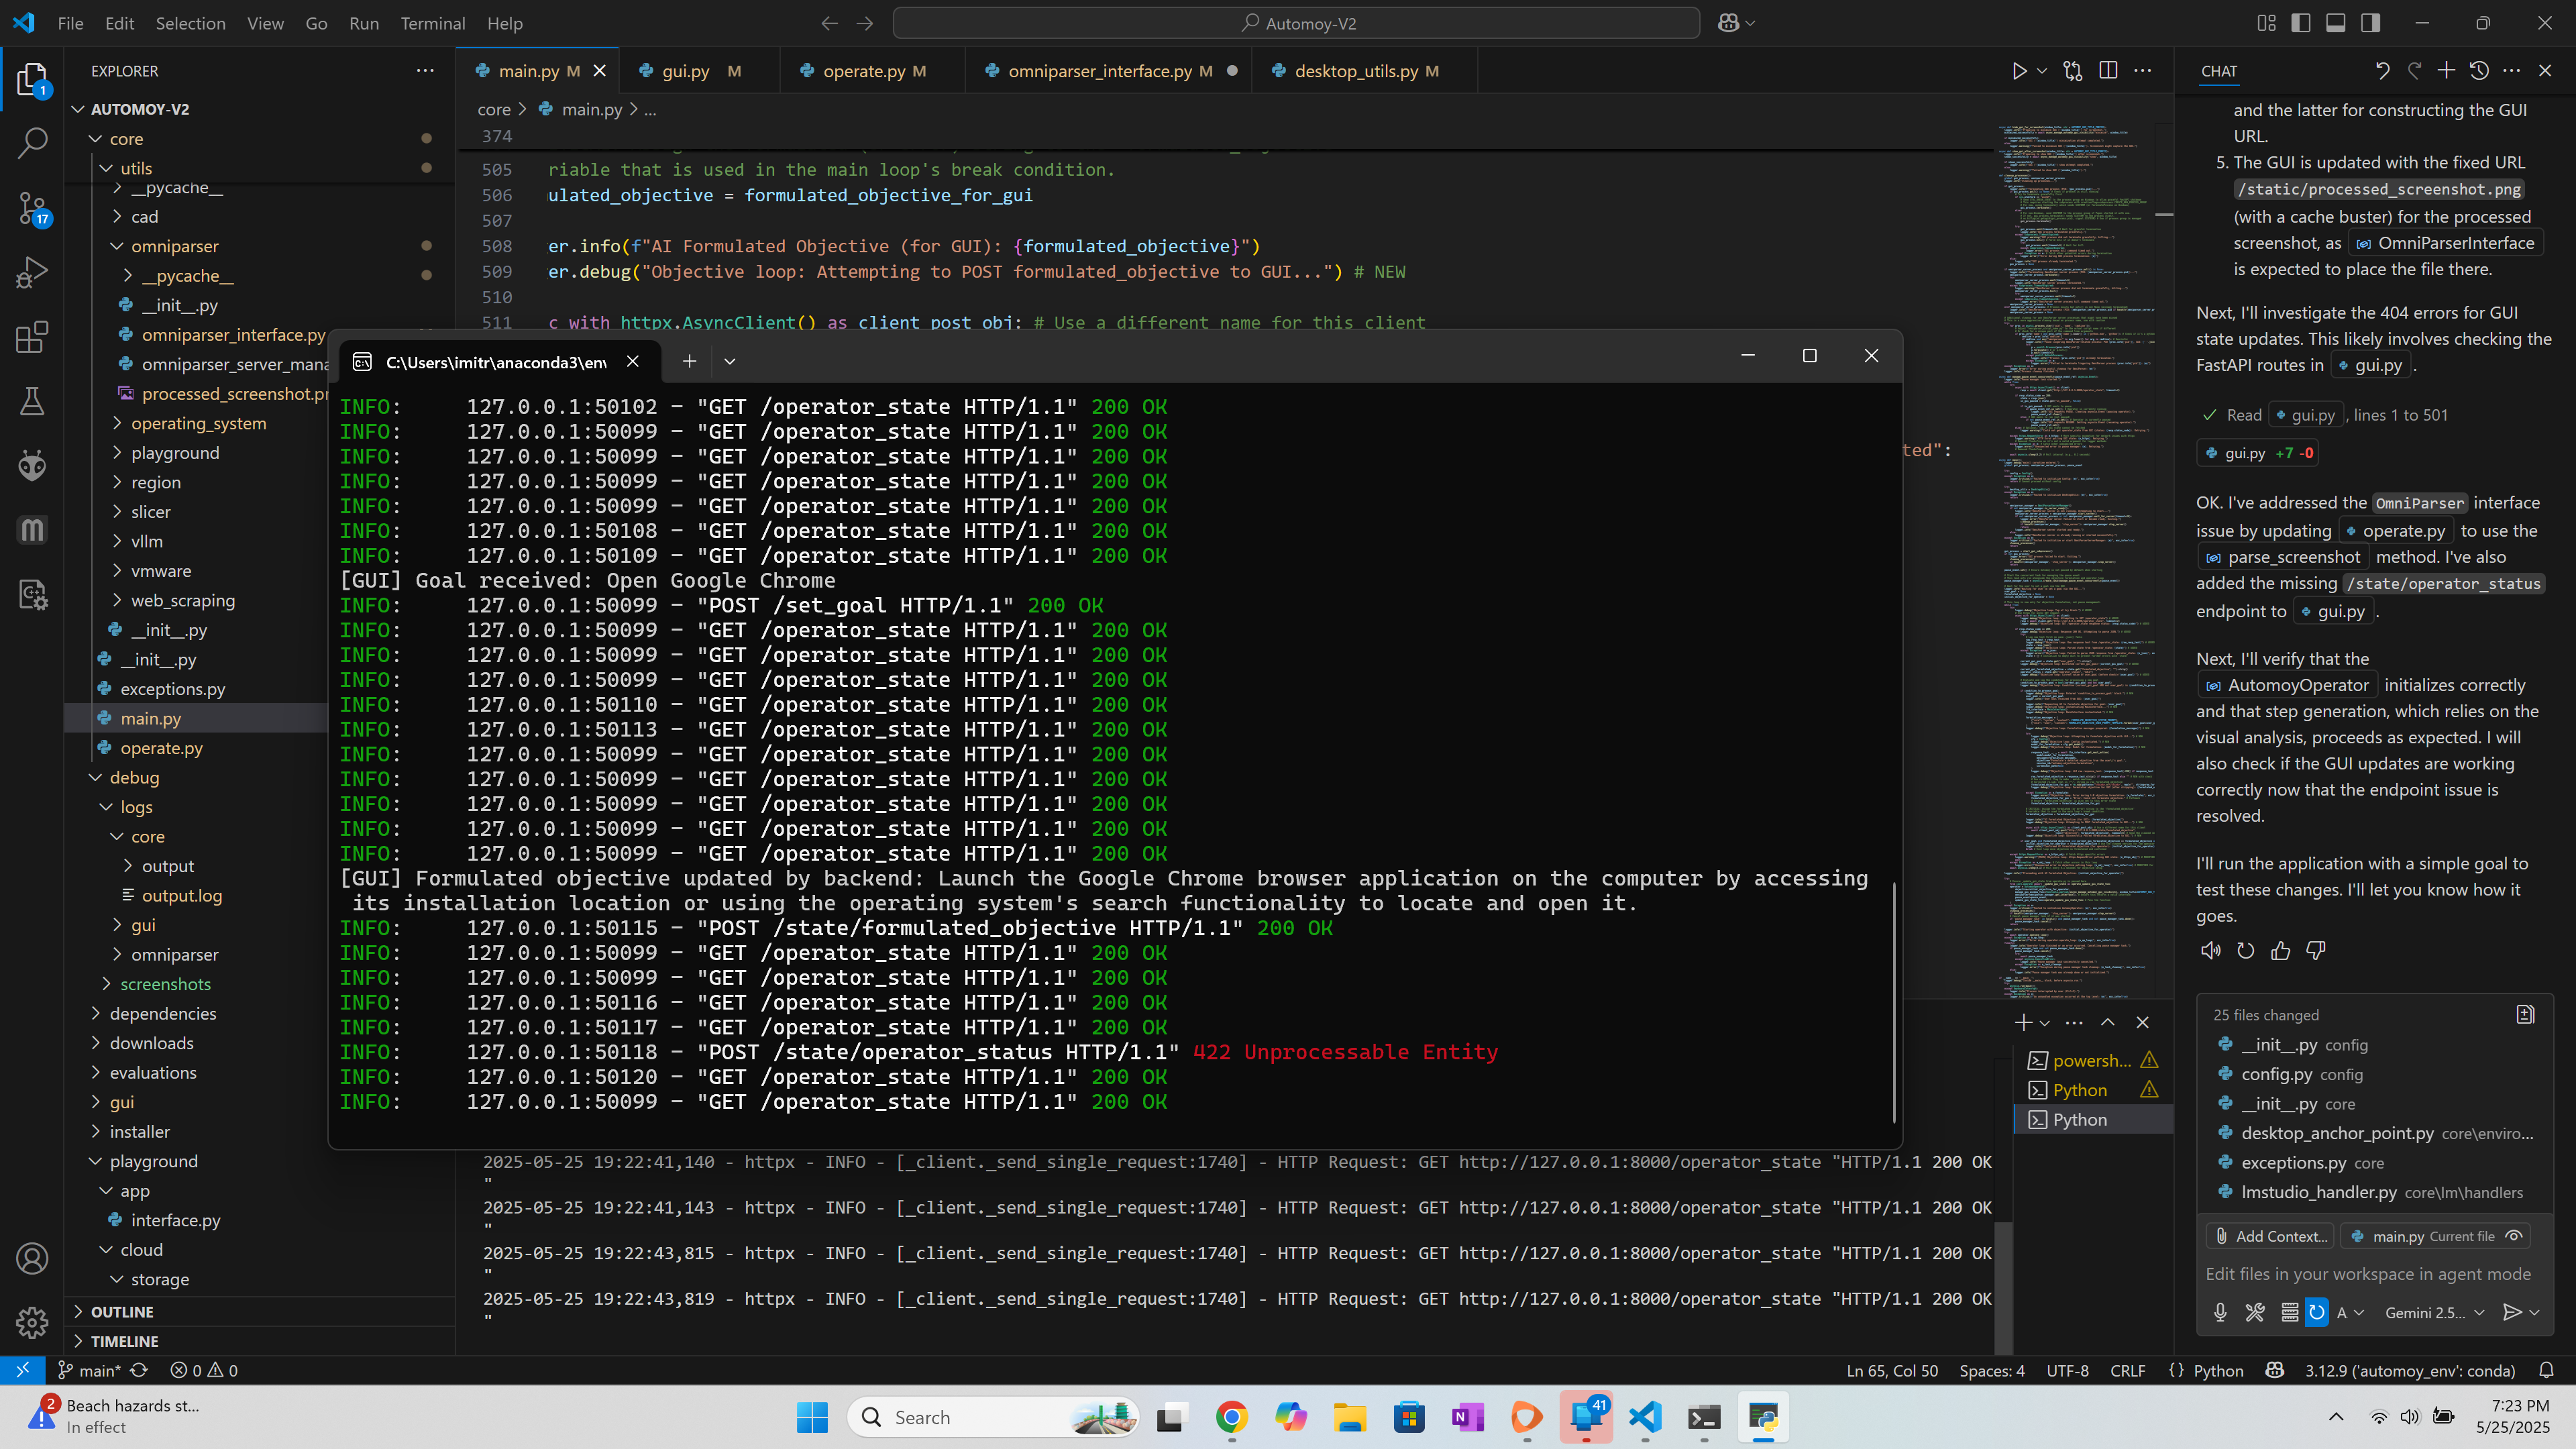 File Edit Selection View Go Run Terminal Help
Automoy-V2
EXPLORER
AUTOMOY-V2
core
utils
__pycache__
cad
omniparser
__pycache__
__init__.py
omniparser_interface.py
omniparser_server_mana
processed_screenshot.pr
operating_system
playground
region
slicer
vllm
vmware
web_scraping
__init__.py
__init__.py
exceptions.py
main.py
operate.py
debug
logs
core
output
output.log
gui
omniparser
screenshots
dependencies
downloads
evaluations
gui
installer
playground
app
interface.py
cloud
storage
OUTLINE
TIMELINE
1
17
main.py M
gui.py M
operate.py M
omniparser_interface.py M
desktop_utils.py M
core > main.py > ...
374
505 riable that is used in the main loop's break condition.
506 ulated_objective = formulated_objective_for_gui
507
508 er.info(f"AI Formulated Objective (for GUI): {formulated_objective}")
509 er.debug("Objective loop: Attempting to POST formulated_objective to GUI...") # NEW
510
511 c with httpx.AsyncClient() as client_post_obj: # Use a different name for this client
ted":
C:\Users\imitr\anaconda3\en
INFO: 127.0.0.1:50102 - "GET /operator_state HTTP/1.1" 200 OK
INFO: 127.0.0.1:50099 - "GET /operator_state HTTP/1.1" 200 OK
INFO: 127.0.0.1:50099 - "GET /operator_state HTTP/1.1" 200 OK
INFO: 127.0.0.1:50099 - "GET /operator_state HTTP/1.1" 200 OK
INFO: 127.0.0.1:50099 - "GET /operator_state HTTP/1.1" 200 OK
INFO: 127.0.0.1:50108 - "GET /operator_state HTTP/1.1" 200 OK
INFO: 127.0.0.1:50109 - "GET /operator_state HTTP/1.1" 200 OK
[GUI] Goal received: Open Google Chrome
INFO: 127.0.0.1:50099 - "POST /set_goal HTTP/1.1" 200 OK
INFO: 127.0.0.1:50099 - "GET /operator_state HTTP/1.1" 200 OK
INFO: 127.0.0.1:50099 - "GET /operator_state HTTP/1.1" 200 OK
INFO: 127.0.0.1:50099 - "GET /operator_state HTTP/1.1" 200 OK
INFO: 127.0.0.1:50110 - "GET /operator_state HTTP/1.1" 200 OK
INFO: 127.0.0.1:50113 - "GET /operator_state HTTP/1.1" 200 OK
INFO: 127.0.0.1:50099 - "GET /operator_state HTTP/1.1" 200 OK
INFO: 127.0.0.1:50099 - "GET /operator_state HTTP/1.1" 200 OK
INFO: 127.0.0.1:50099 - "GET /operator_state HTTP/1.1" 200 OK
INFO: 127.0.0.1:50099 - "GET /operator_state HTTP/1.1" 200 OK
INFO: 127.0.0.1:50099 - "GET /operator_state HTTP/1.1" 200 OK
[GUI] Formulated objective updated by backend: Launch the Google Chrome browser application on the computer by accessing
its installation location or using the operating system's search functionality to locate and open it.
INFO: 127.0.0.1:50115 - "POST /state/formulated_objective HTTP/1.1" 200 OK
INFO: 127.0.0.1:50099 - "GET /operator_state HTTP/1.1" 200 OK
INFO: 127.0.0.1:50099 - "GET /operator_state HTTP/1.1" 200 OK
INFO: 127.0.0.1:50116 - "GET /operator_state HTTP/1.1" 200 OK
INFO: 127.0.0.1:50117 - "GET /operator_state HTTP/1.1" 200 OK
INFO: 127.0.0.1:50118 - "POST /state/operator_status HTTP/1.1" 422 Unprocessable Entity
INFO: 127.0.0.1:50120 - "GET /operator_state HTTP/1.1" 200 OK
INFO: 127.0.0.1:50099 - "GET /operator_state HTTP/1.1" 200 OK
2025-05-25 19:22:41,140 - httpx - INFO - [_client._send_single_request:1740] - HTTP Request: GET http://127.0.0.1:8000/operator_state "HTTP/1.1 200 OK
"
2025-05-25 19:22:41,143 - httpx - INFO - [_client._send_single_request:1740] - HTTP Request: GET http://127.0.0.1:8000/operator_state "HTTP/1.1 200 OK
"
2025-05-25 19:22:43,815 - httpx - INFO - [_client._send_single_request:1740] - HTTP Request: GET http://127.0.0.1:8000/operator_state "HTTP/1.1 200 OK
"
2025-05-25 19:22:43,819 - httpx - INFO - [_client._send_single_request:1740] - HTTP Request: GET http://127.0.0.1:8000/operator_state "HTTP/1.1 200 OK
"
powersh...
Python
Python
CHAT
and the latter for constructing the GUI
URL.
5. The GUI is updated with the fixed URL
/static/processed_screenshot.png
(with a cache buster) for the processed
screenshot, as OmniParserInterface
is expected to place the file there.
Next, I'll investigate the 404 errors for GUI
state updates. This likely involves checking the
FastAPI routes in gui.py .
Read gui.py , lines 1 to 501
gui.py +7 -0
OK. I've addressed the OmniParser interface
issue by updating operate.py to use the
parse_screenshot method. I've also
added the missing /state/operator_status
endpoint to gui.py .
Next, I'll verify that the
AutomoyOperator initializes correctly
and that step generation, which relies on the
visual analysis, proceeds as expected. I will
also check if the GUI updates are working
correctly now that the endpoint issue is
resolved.
I'll run the application with a simple goal to
test these changes. I'll let you know how it
goes.
25 files changed
__init__.py config
config.py config
__init__.py core
desktop_anchor_point.py core\enviro...
exceptions.py core
lmstudio_handler.py core\lm\handlers
Add Context...
main.py Current file
Edit files in your workspace in agent mode
A
Gemini 2.5...
main* 0 0
Ln 65, Col 50 Spaces: 4 UTF-8 CRLF {} Python 3.12.9 ('automoy_env': conda)
2
Beach hazards st...
In effect
Search
N
41
7:23 PM
5/25/2025